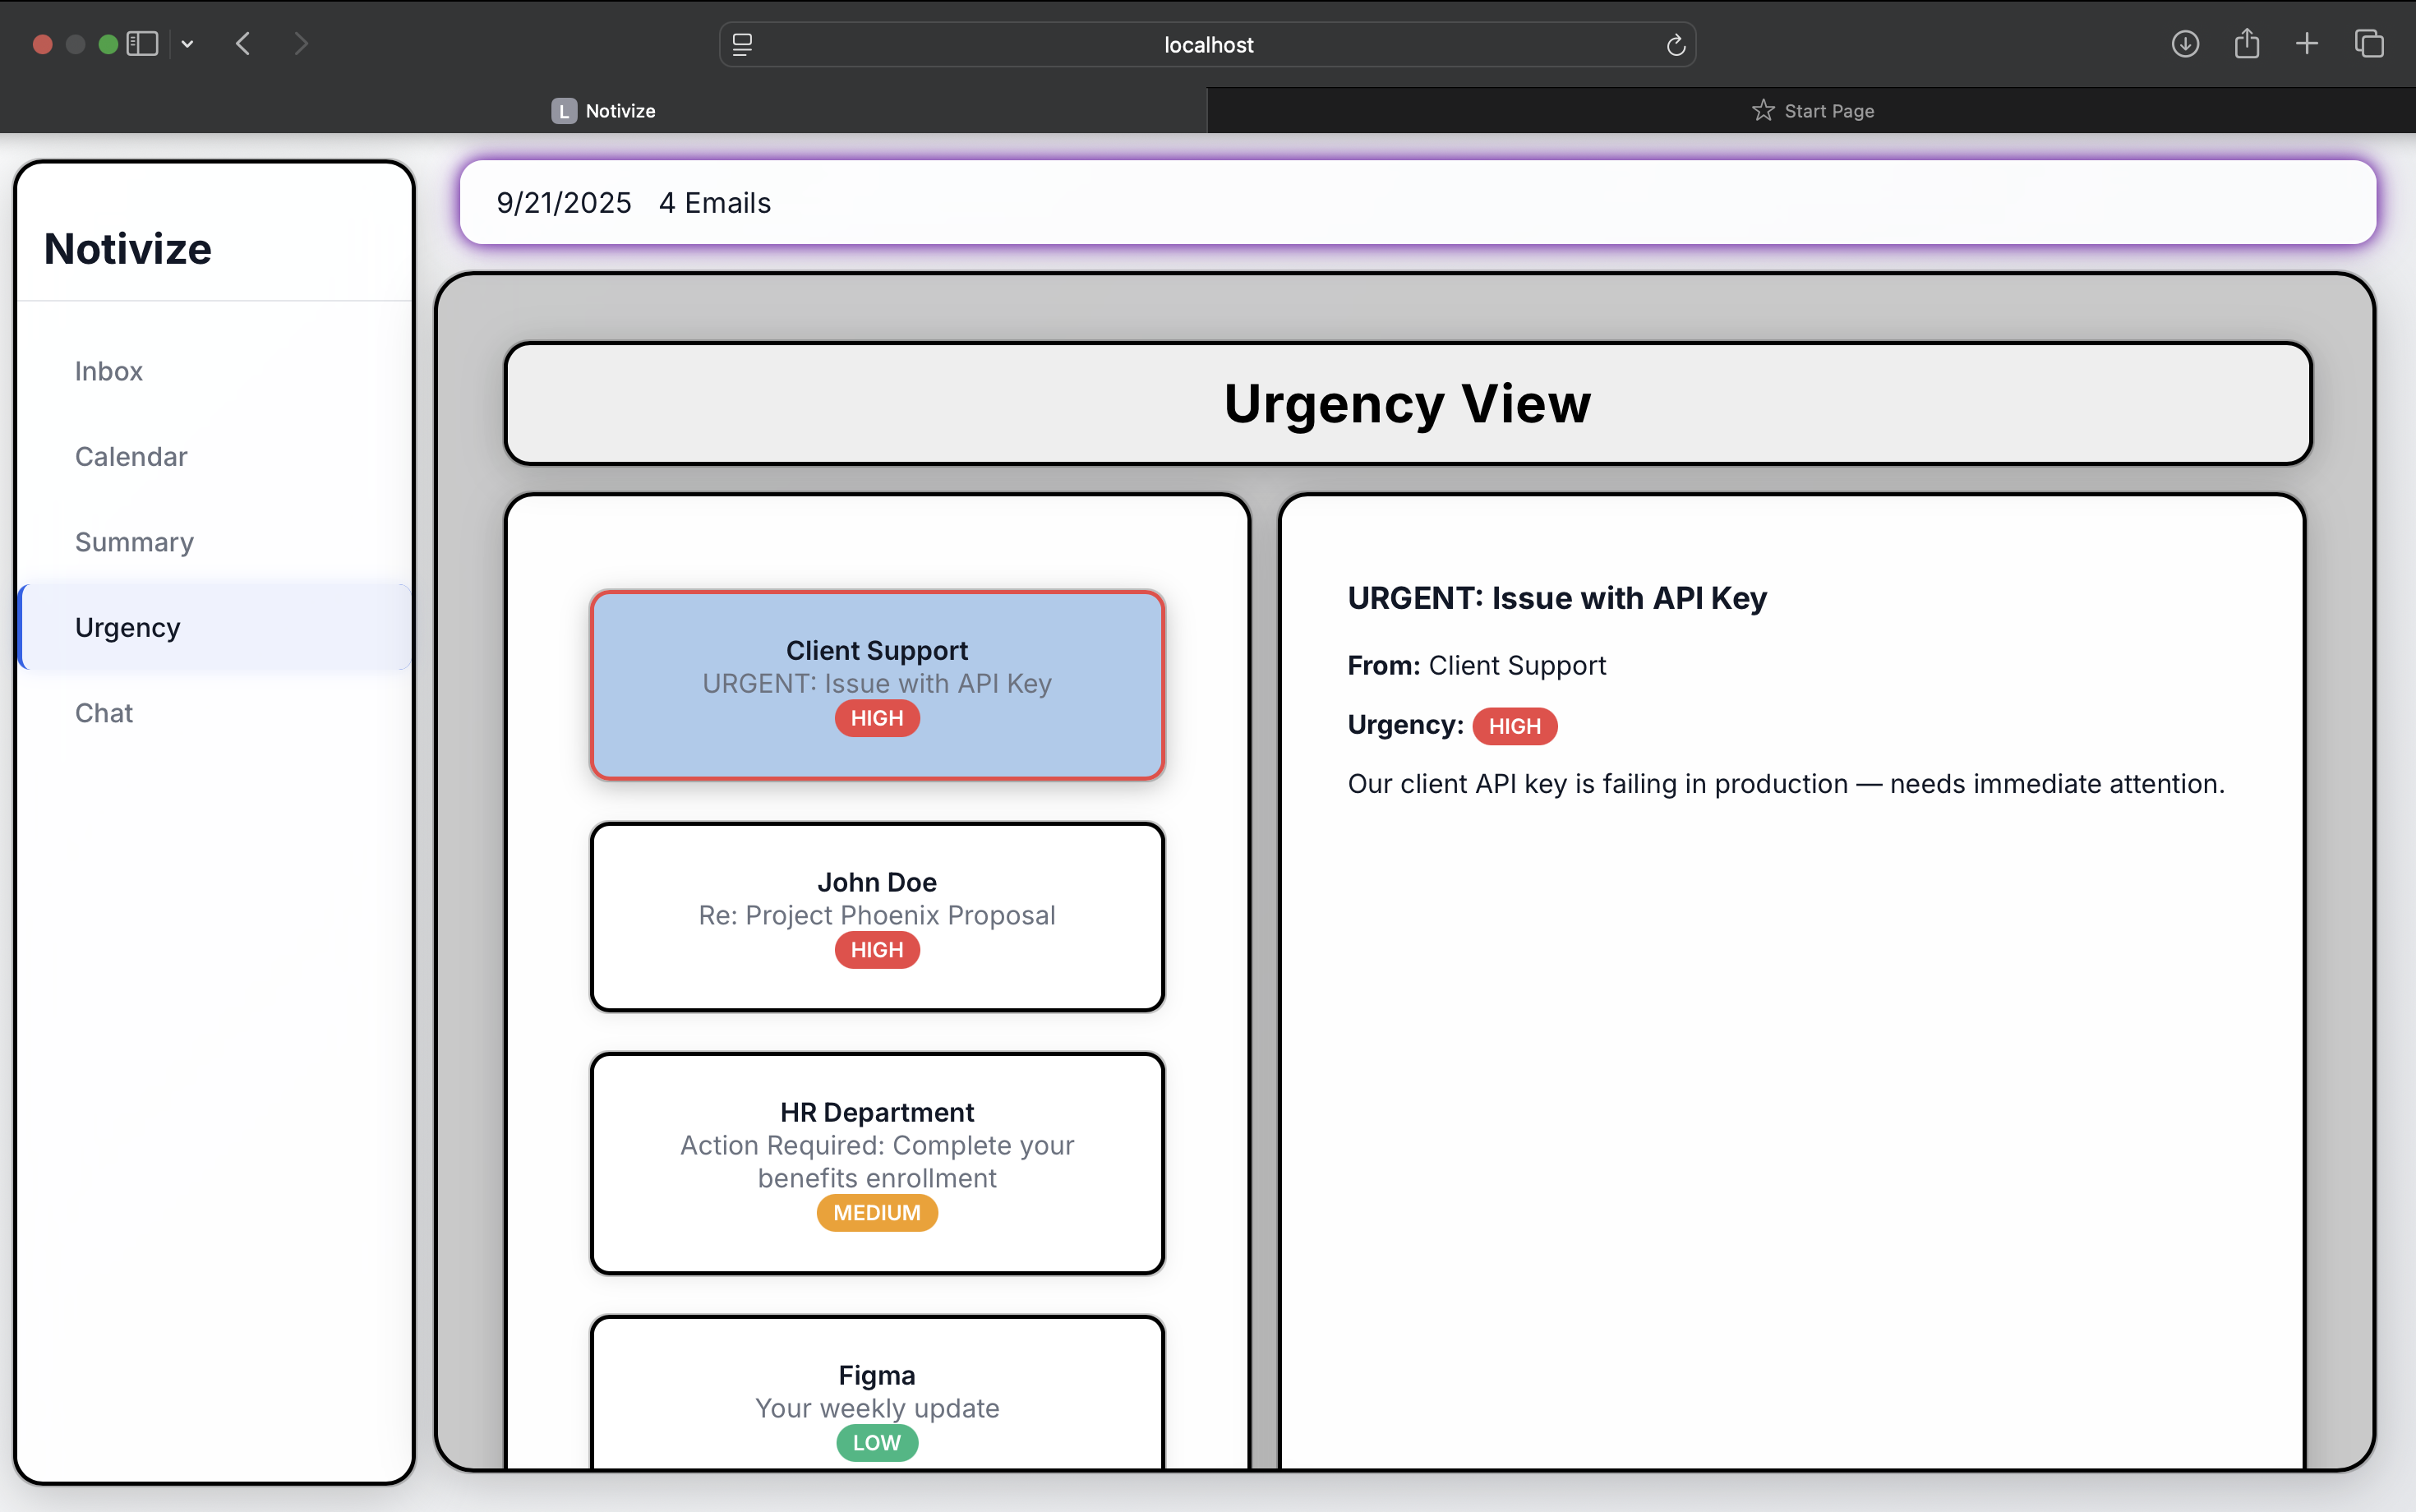 localhost
L Notivize
Start Page
Notivize
Inbox
Calendar
Summary
Urgency
Chat
9/21/2025 4 Emails
Urgency View
Client Support
URGENT: Issue with API Key
HIGH
John Doe
Re: Project Phoenix Proposal
HIGH
HR Department
Action Required: Complete your
benefits enrollment
MEDIUM
Figma
Your weekly update
LOW
URGENT: Issue with API Key
From: Client Support
Urgency: HIGH
Our client API key is failing in production — needs immediate attention.